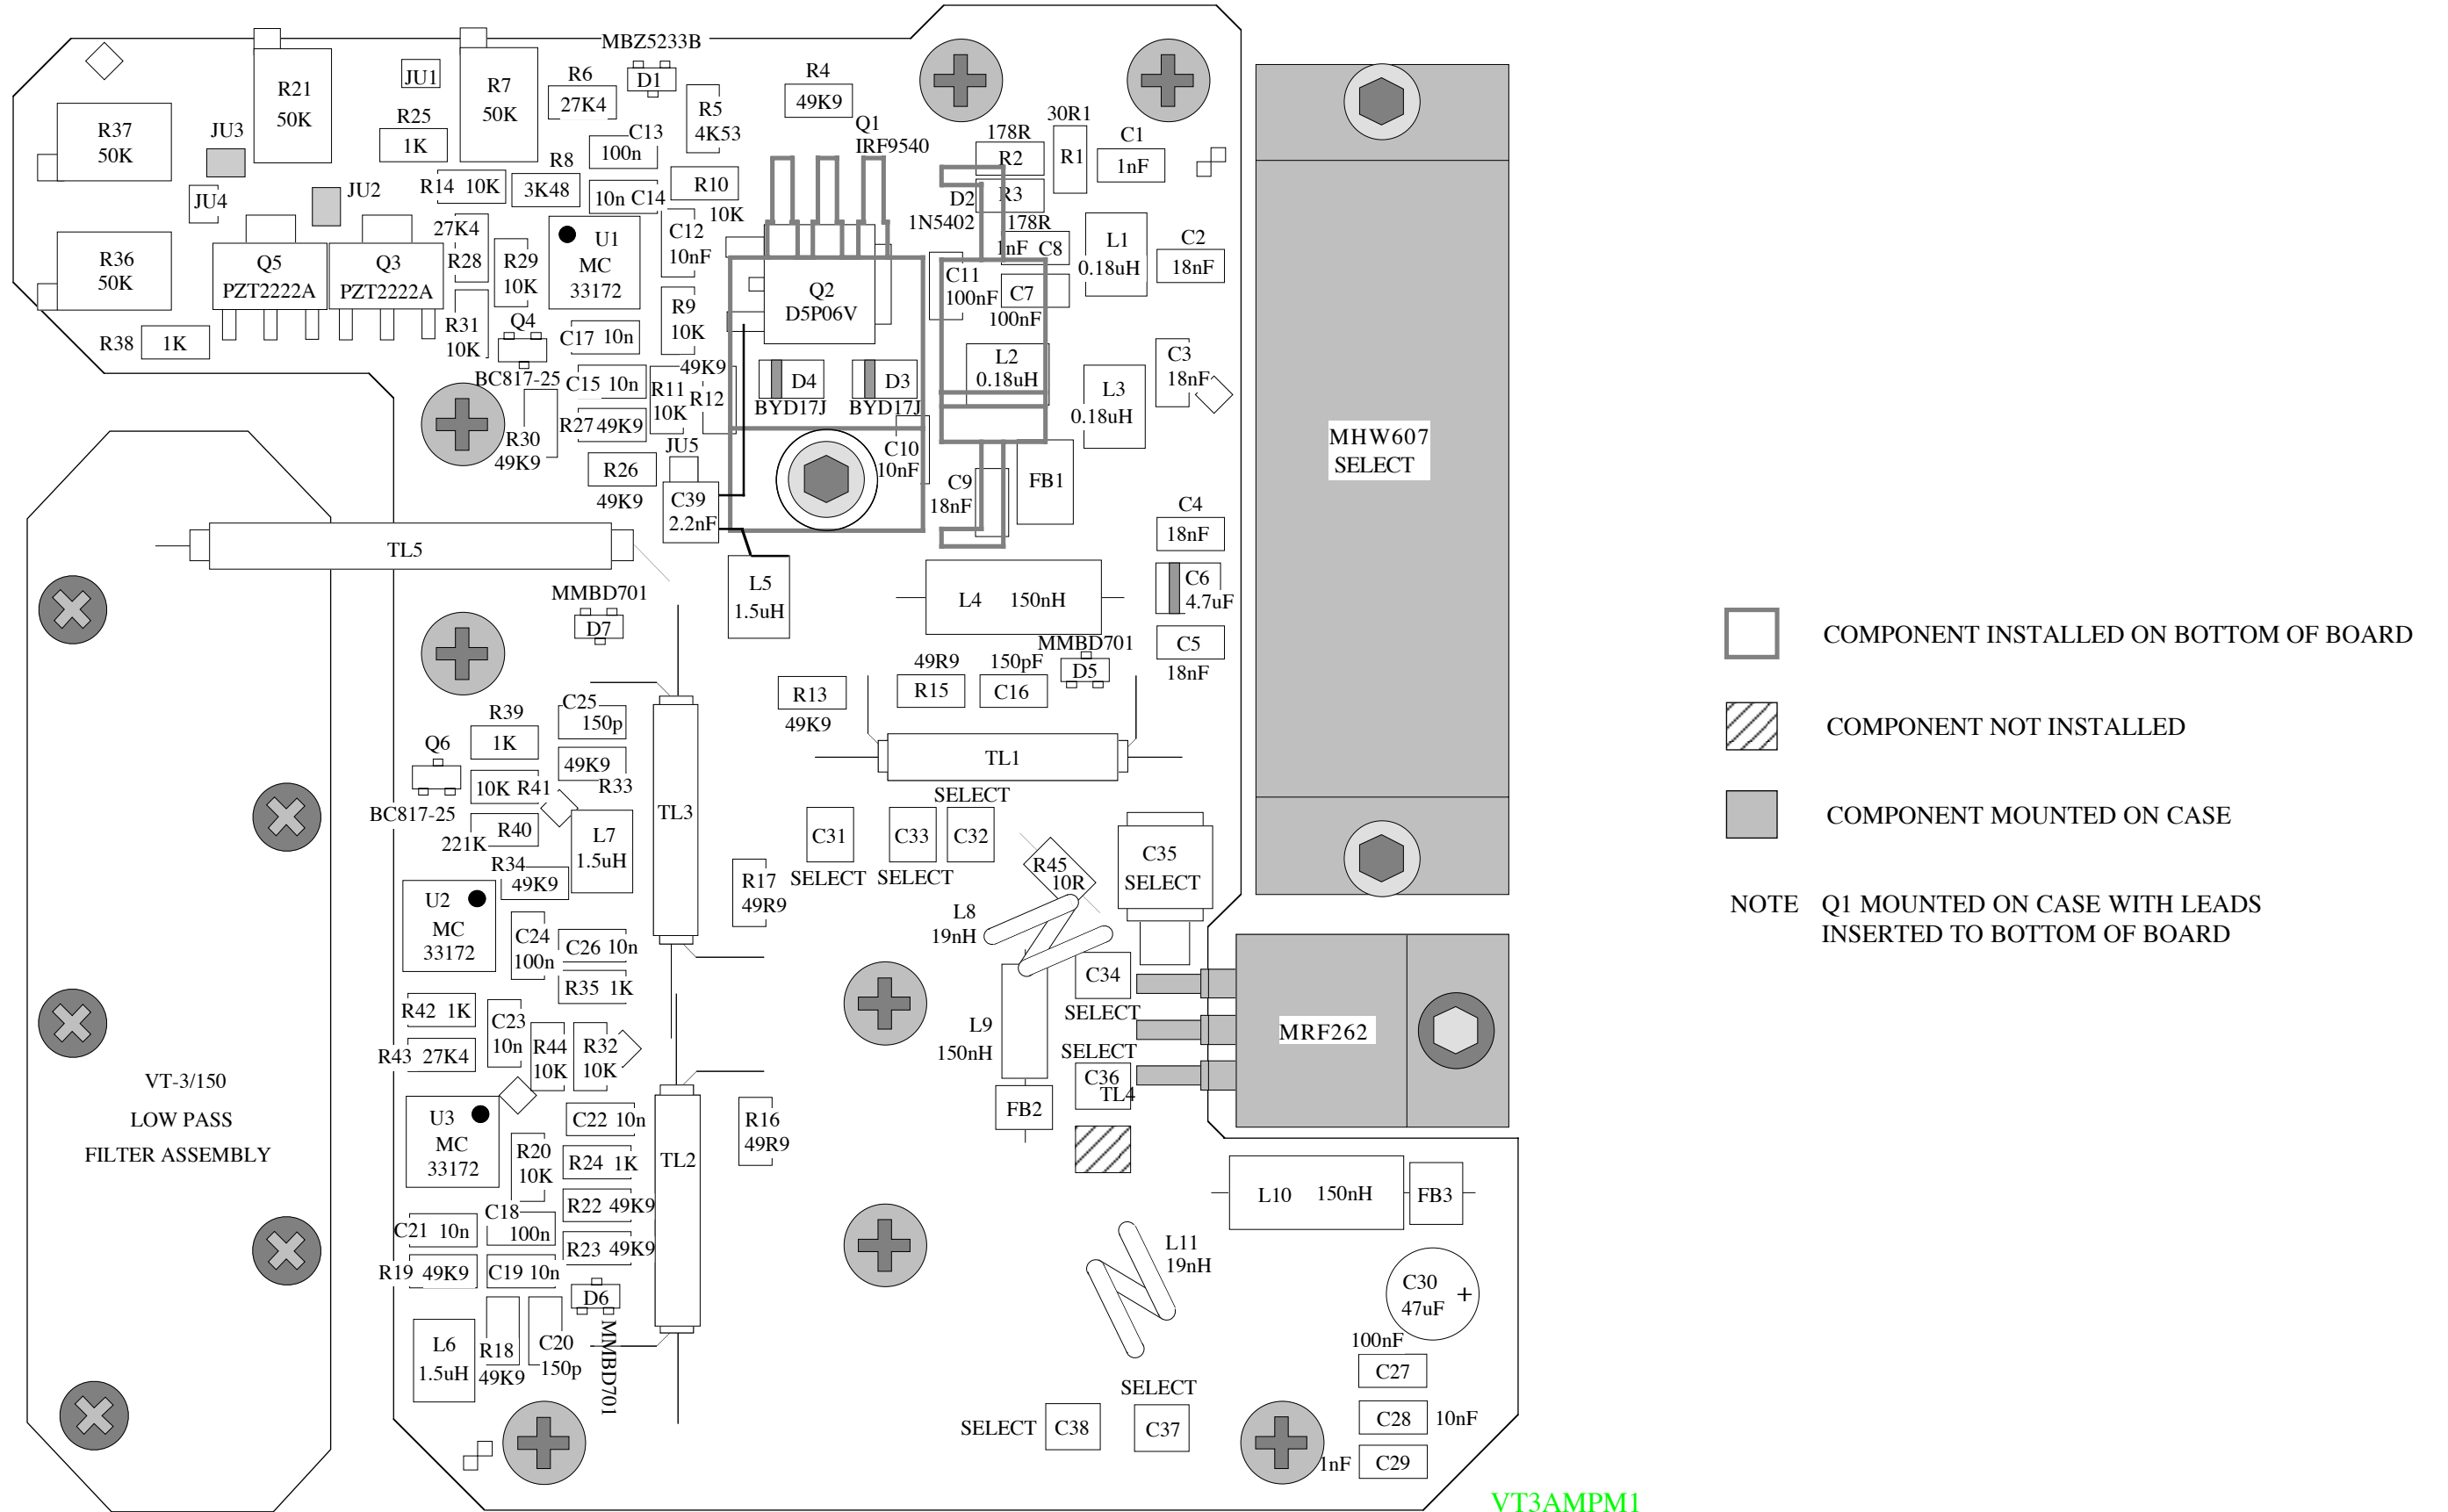 MBZ5233B
R21
50K
JU1
R7
50K
R6
27K4
D1
R5
4K53
R4
49K9
Q1
IRF9540
R37
50K
JU3
R25
1K
C13
100n
178R
R2
30R1
R1
C1
1nF
JU4
JU2
R14 10K
R8
3K48
10n C14
R10
10K
D2
1N5402
R3
178R
R36
50K
Q5
PZT2222A
Q3
PZT2222A
27K4
R28
R29
10K
U1
MC
33172
C12
10nF
Q2
D5P06V
C11
100nF
1nF C8
C7
100nF
L1
0.18uH
C2
18nF
R38 1K
R31
10K
Q4
BC817-25
C17 10n
R9
10K
C15 10n
R11
10K
49K9
R12
D4
BYD17J
D3
BYD17J
L2
0.18uH
L3
0.18uH
C3
18nF
R30
49K9
R27 49K9
JU5
R26
49K9
C39
2.2nF
C10
10nF
C9
18nF
FB1
MHW607
SELECT
C4
18nF
TL5
MMBD701
D7
L5
1.5uH
L4 150nH
C6
4.7uF
MMBD701
D5
C5
18nF
COMPONENT INSTALLED ON BOTTOM OF BOARD
COMPONENT NOT INSTALLED
COMPONENT MOUNTED ON CASE
NOTE Q1 MOUNTED ON CASE WITH LEADS
INSERTED TO BOTTOM OF BOARD
R13
49K9
49R9
R15
150pF
C16
R39
1K
C25
150p
Q6
BC817-25
10K R41
49K9
R33
TL3
TL1
SELECT
221K R40
L7
1.5uH
R34
49K9
C31
SELECT
C33
SELECT
C32
R45
10R
C35
SELECT
R17
49R9
U2
MC
33172
C24
100n
C26 10n
R35 1K
L8
19nH
C34
SELECT
R42 1K
C23
10n
R43 27K4
R44
10K
R32
10K
L9
150nH
SELECT
C36
TL4
MRF262
FB2
VT-3/150
LOW PASS
FILTER ASSEMBLY
U3
MC
33172
C22 10n
R20
10K
R24 1K
TL2
R16
49R9
R22 49K9
C18
100n
C21 10n
R23 49K9
R19 49K9
C19 10n
D6
MMBD701
L10 150nH
FB3
L11
19nH
C30
47uF +
L6
1.5uH
R18
49K9
C20
150p
100nF
C27
SELECT
C37
SELECT C38
C28 10nF
1nF C29
VT3AMPM1